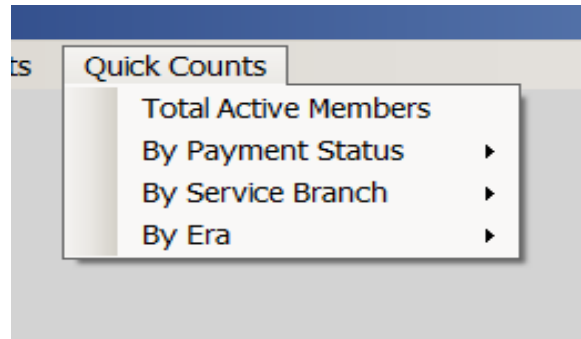 ts Quick Counts
Total Active Members
By Payment Status
By Service Branch
By Era